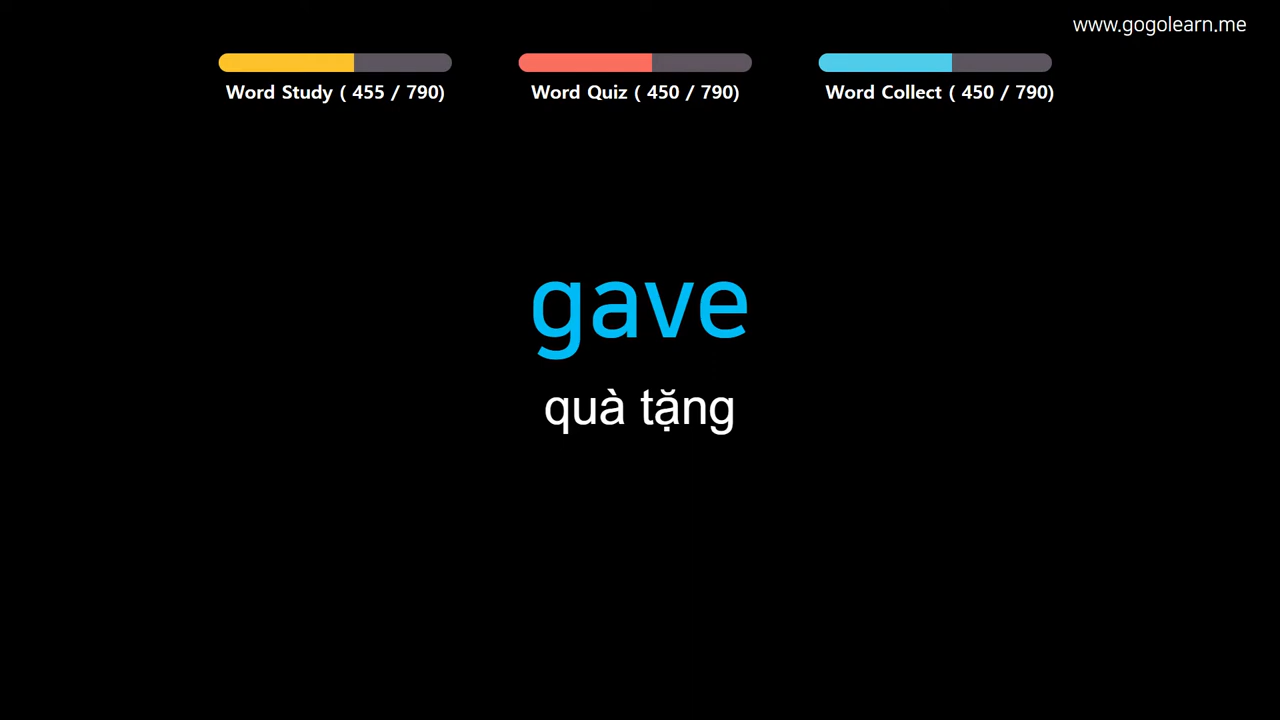 www.gogolearn.me
Word Study ( 455 / 790)
Word Quiz ( 450 / 790)
Word Collect ( 450 / 790)
gave
quà tặng